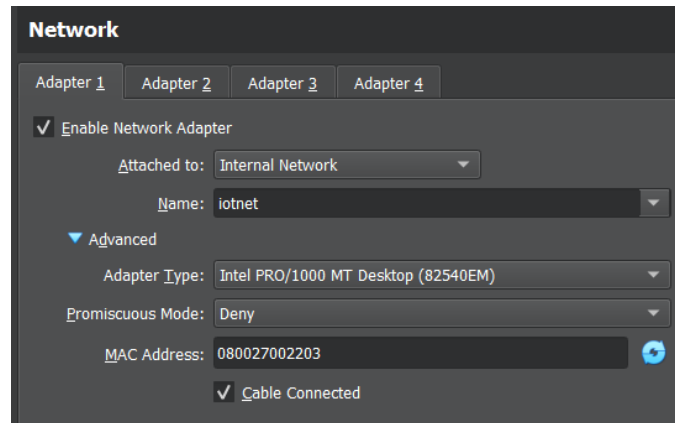 Network
Adapter 1 Adapter 2 Adapter 3 Adapter 4
Enable Network Adapter
Attached to: Internal Network
Name: iotnet
Advanced
Adapter Type: Intel PRO/1000 MT Desktop (82540EM)
Promiscuous Mode: Deny
MAC Address: 080027002203
Cable Connected